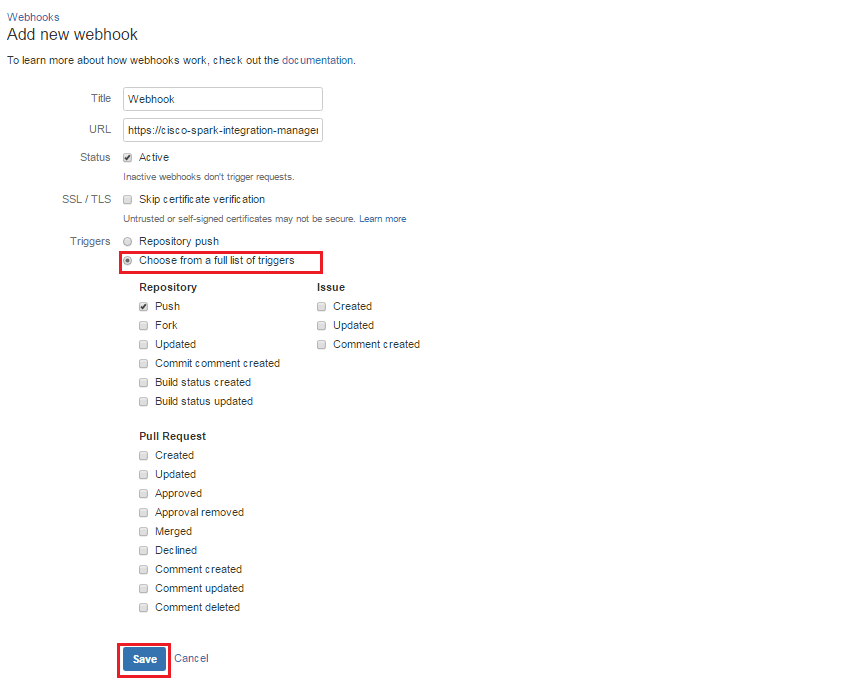 Webhooks
Add new webhook
To learn more about how webhooks work, check out the documentation.
Title Webhook
URL https://cisco-spark-integration-manager
Status Active
Inactive webhooks don't trigger requests.
SSL / TLS Skip certificate verification
Untrusted or self-signed certificates may not be secure. Learn more
Triggers Repository push
Choose from a full list of triggers
Repository Issue
Push Created
Fork Updated
Updated Comment created
Commit comment created
Build status created
Build status updated
Pull Request
Created
Updated
Approved
Approval removed
Merged
Declined
Comment created
Comment updated
Comment deleted
Save Cancel